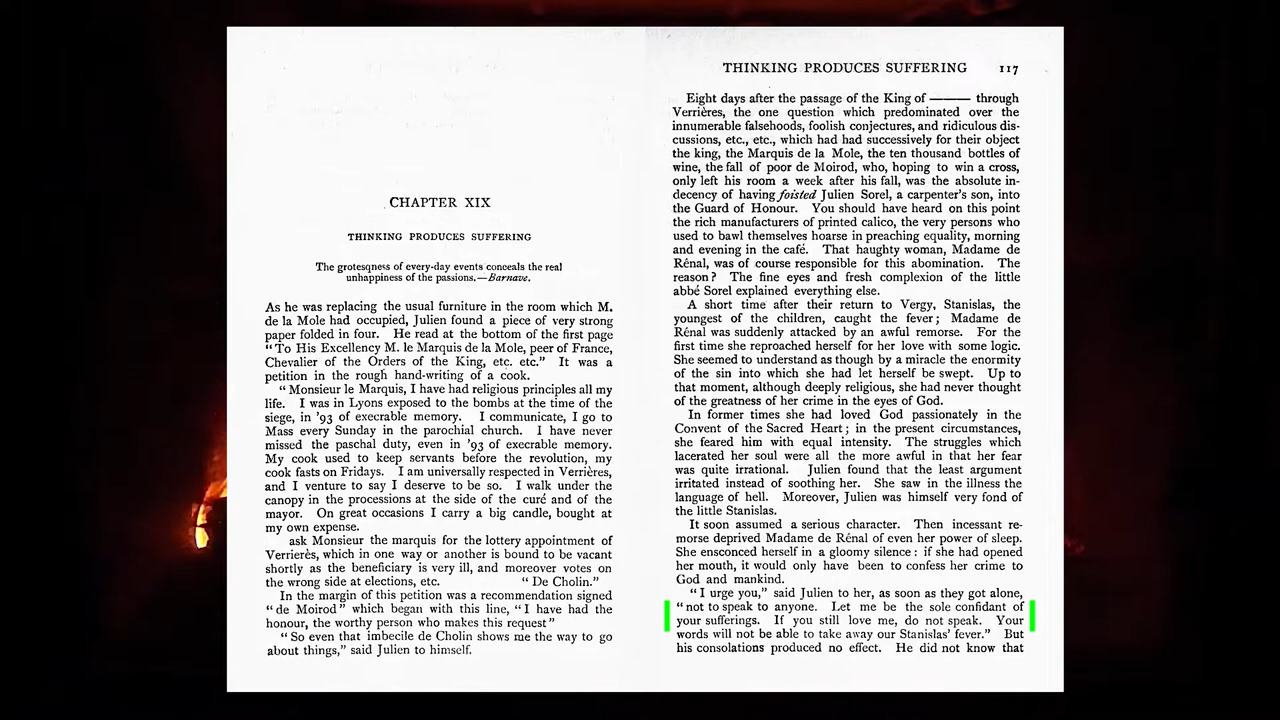 CHAPTER XIX
THINKING PRODUCES SUFFERING
The grotesqness of every-day events conceals the real
unhappiness of the passions.—Barnave.
As he was replacing the usual furniture in the room which M.
de la Mole had occupied, Julien found a piece of very strong
paper folded in four. He read at the bottom of the first page
“To His Excellency M. le Marquis de la Mole, peer of France,
Chevalier of the Orders of the King, etc. etc.” It was a
petition in the rough hand-writing of a cook.
“Monsieur le Marquis, I have had religious principles all my
life. I was in Lyons exposed to the bombs at the time of the
siege, in ’93 of execrable memory. I communicate, I go to
Mass every Sunday in the parochial church. I have never
missed the paschal duty, even in ’93 of execrable memory.
My cook used to keep servants before the revolution, my
cook fasts on Fridays. I am universally respected in Verrières,
and I venture to say I deserve to be so. I walk under the
canopy in the processions at the side of the curé and of the
mayor. On great occasions I carry a big candle, bought at
my own expense.
ask Monsieur the marquis for the lottery appointment of
Verrierès, which in one way or another is bound to be vacant
shortly as the beneficiary is very ill, and moreover votes on
the wrong side at elections, etc. “De Cholin.”
In the margin of this petition was a recommendation signed
“de Moirod” which began with this line, “I have had the
honour, the worthy person who makes this request”
“So even that imbecile de Cholin shows me the way to go
about things,” said Julien to himself.
THINKING PRODUCES SUFFERING 117
Eight days after the passage of the King of ——— through
Verrières, the one question which predominated over the
innumerable falsehoods, foolish conjectures, and ridiculous dis-
cussions, etc., etc., which had had successively for their object
the king, the Marquis de la Mole, the ten thousand bottles of
wine, the fall of poor de Moirod, who, hoping to win a cross,
only left his room a week after his fall, was the absolute in-
decency of having foisted Julien Sorel, a carpenter’s son, into
the Guard of Honour. You should have heard on this point
the rich manufacturers of printed calico, the very persons who
used to bawl themselves hoarse in preaching equality, morning
and evening in the café. That haughty woman, Madame de
Rénal, was of course responsible for this abomination. The
reason? The fine eyes and fresh complexion of the little
abbé Sorel explained everything else.
A short time after their return to Vergy, Stanislas, the
youngest of the children, caught the fever; Madame de
Rénal was suddenly attacked by an awful remorse. For the
first time she reproached herself for her love with some logic.
She seemed to understand as though by a miracle the enormity
of the sin into which she had let herself be swept. Up to
that moment, although deeply religious, she had never thought
of the greatness of her crime in the eyes of God.
In former times she had loved God passionately in the
Convent of the Sacred Heart; in the present circumstances,
she feared him with equal intensity. The struggles which
lacerated her soul were all the more awful in that her fear
was quite irrational. Julien found that the least argument
irritated instead of soothing her. She saw in the illness the
language of hell. Moreover, Julien was himself very fond of
the little Stanislas.
It soon assumed a serious character. Then incessant re-
morse deprived Madame de Rénal of even her power of sleep.
She ensconced herself in a gloomy silence: if she had opened
her mouth, it would only have been to confess her crime to
God and mankind.
“I urge you,” said Julien to her, as soon as they got alone,
“not to speak to anyone. Let me be the sole confidant of
your sufferings. If you still love me, do not speak. Your
words will not be able to take away our Stanislas’ fever.” But
his consolations produced no effect. He did not know that